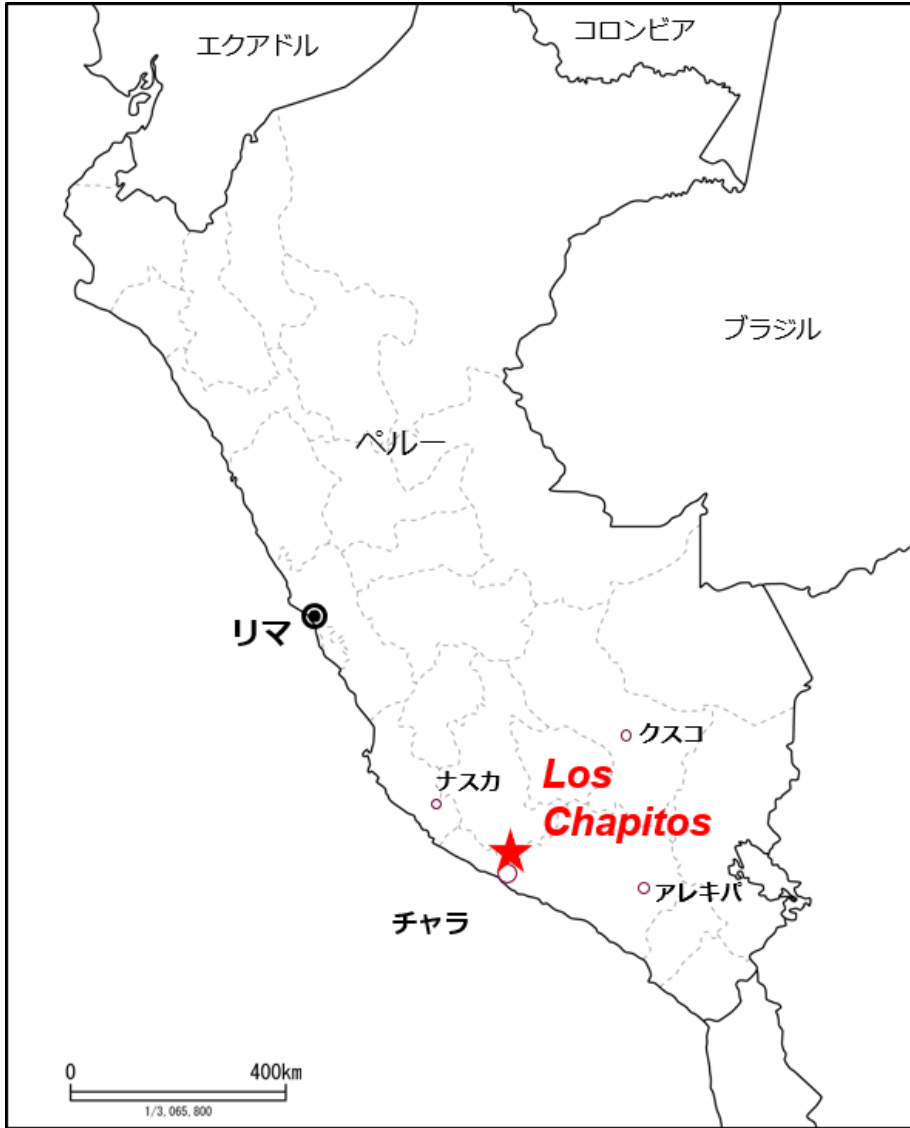 エクアドル
コロンビア
ブラジル
ペルー
リマ
クスコ
ナスカ
Los
Chapitos
アレキパ
チャラ
0
400km
1/3,065,800